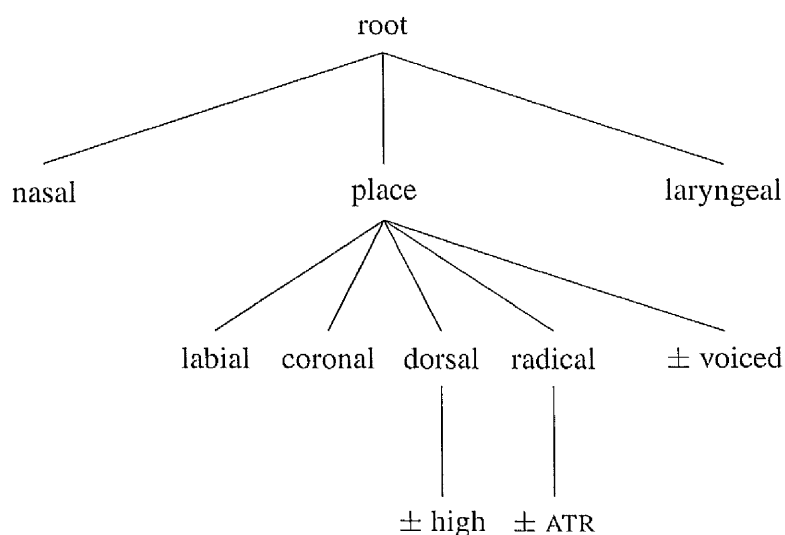 root
nasal place laryngeal
labial coronal dorsal radical ± voiced
± high ± ATR